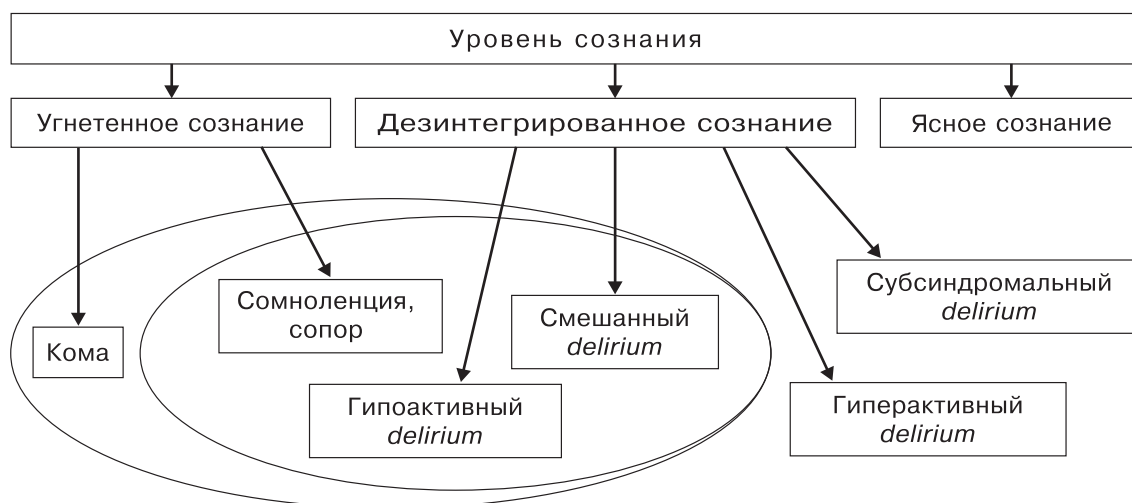 Уровень сознания
Угнетенное сознание
Дезинтегрированное сознание
Ясное сознание
Субсиндромальный
delirium
Сомноленция,
сопор
Смешанный
delirium
Кома
Гипоактивный
delirium
Гиперактивный
delirium